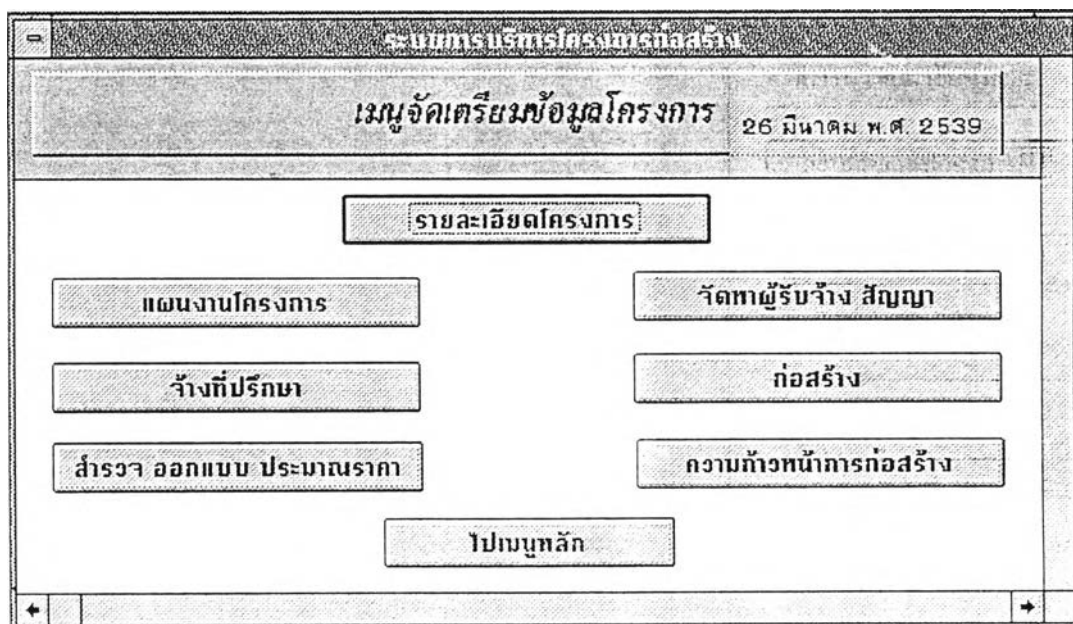 ระบบการบริการโครงการก่อสร้าง
เมนูจัดเตรียมข้อมูลโครงการ
26 มีนาคม พ.ศ. 2539
รายละเอียดโครงการ
แผนงานโครงการ
จัดหาผู้รับจ้าง สัญญา
จ้างที่ปรึกษา
ก่อสร้าง
สำรวจ ออกแบบ ประมาณราคา
ความก้าวหน้าการก่อสร้าง
ไปเมนูหลัก